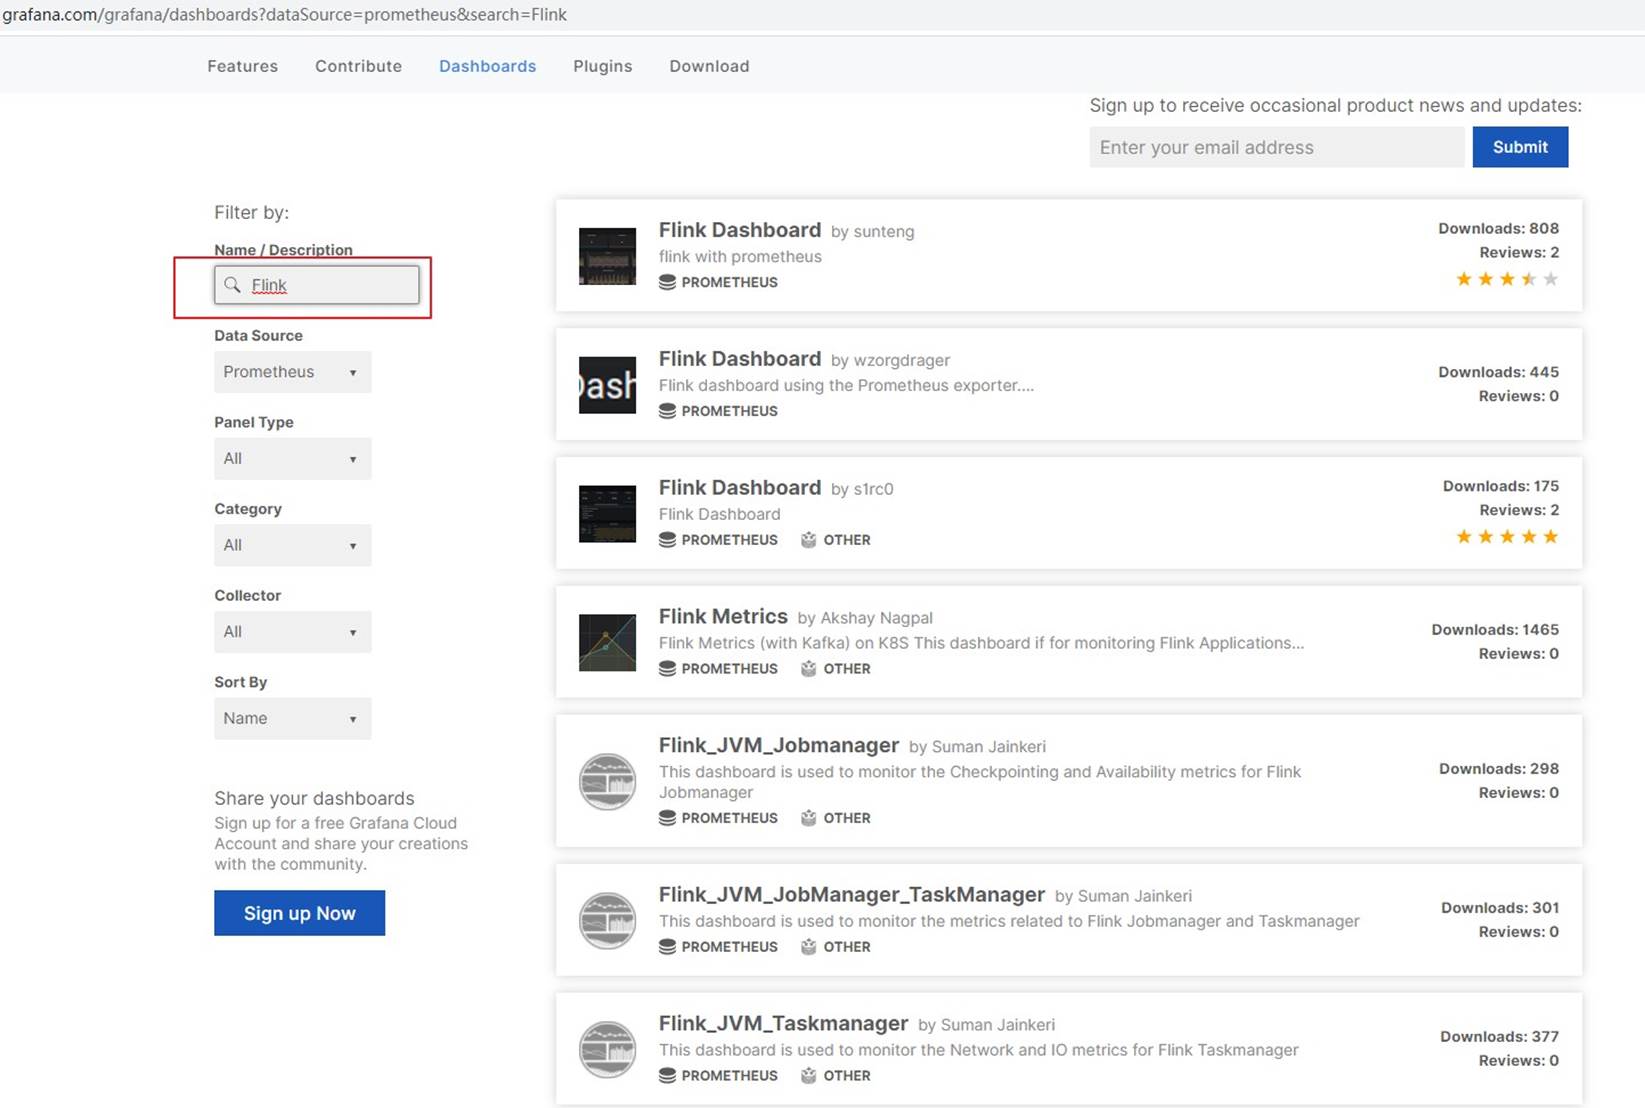 grafana.com/grafana/dashboards?dataSource=prometheus&search=Flink
Features Contribute Dashboards Plugins Download
Sign up to receive occasional product news and updates:
Enter your email address Submit
Filter by:
Name / Description
Flink
Data Source
Prometheus
Panel Type
All
Category
All
Collector
All
Sort By
Name
Share your dashboards
Sign up for a free Grafana Cloud
Account and share your creations
with the community.
Sign up Now
Flink Dashboard by sunteng
flink with prometheus
PROMETHEUS
Downloads: 808
Reviews: 2
Dash
Flink Dashboard by wzorgdrager
Flink dashboard using the Prometheus exporter....
PROMETHEUS
Downloads: 445
Reviews: 0
Flink Dashboard by s1rc0
Flink Dashboard
PROMETHEUS OTHER
Downloads: 175
Reviews: 2
Flink Metrics by Akshay Nagpal
Flink Metrics (with Kafka) on K8S This dashboard if for monitoring Flink Applications...
PROMETHEUS OTHER
Downloads: 1465
Reviews: 0
Flink_JVM_Jobmanager by Suman Jainkeri
This dashboard is used to monitor the Checkpointing and Availability metrics for Flink
Jobmanager
PROMETHEUS OTHER
Downloads: 298
Reviews: 0
Flink_JVM_JobManager_TaskManager by Suman Jainkeri
This dashboard is used to monitor the metrics related to Flink Jobmanager and Taskmanager
PROMETHEUS OTHER
Downloads: 301
Reviews: 0
Flink_JVM_Taskmanager by Suman Jainkeri
This dashboard is used to monitor the Network and IO metrics for Flink Taskmanager
PROMETHEUS OTHER
Downloads: 377
Reviews: 0